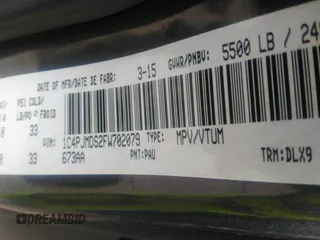 DATE OF MFR/DATE DE FABR: 3-15 GVWR/PNBV: 5500 LB / 24
PSI COLD/
LB/PO² FROID
33 VIN: 1C4PJMDS2FW702079 TYPE: MPV/VTUM
33 673AA PNT: PAU TRM: DLX9
DREAMBID